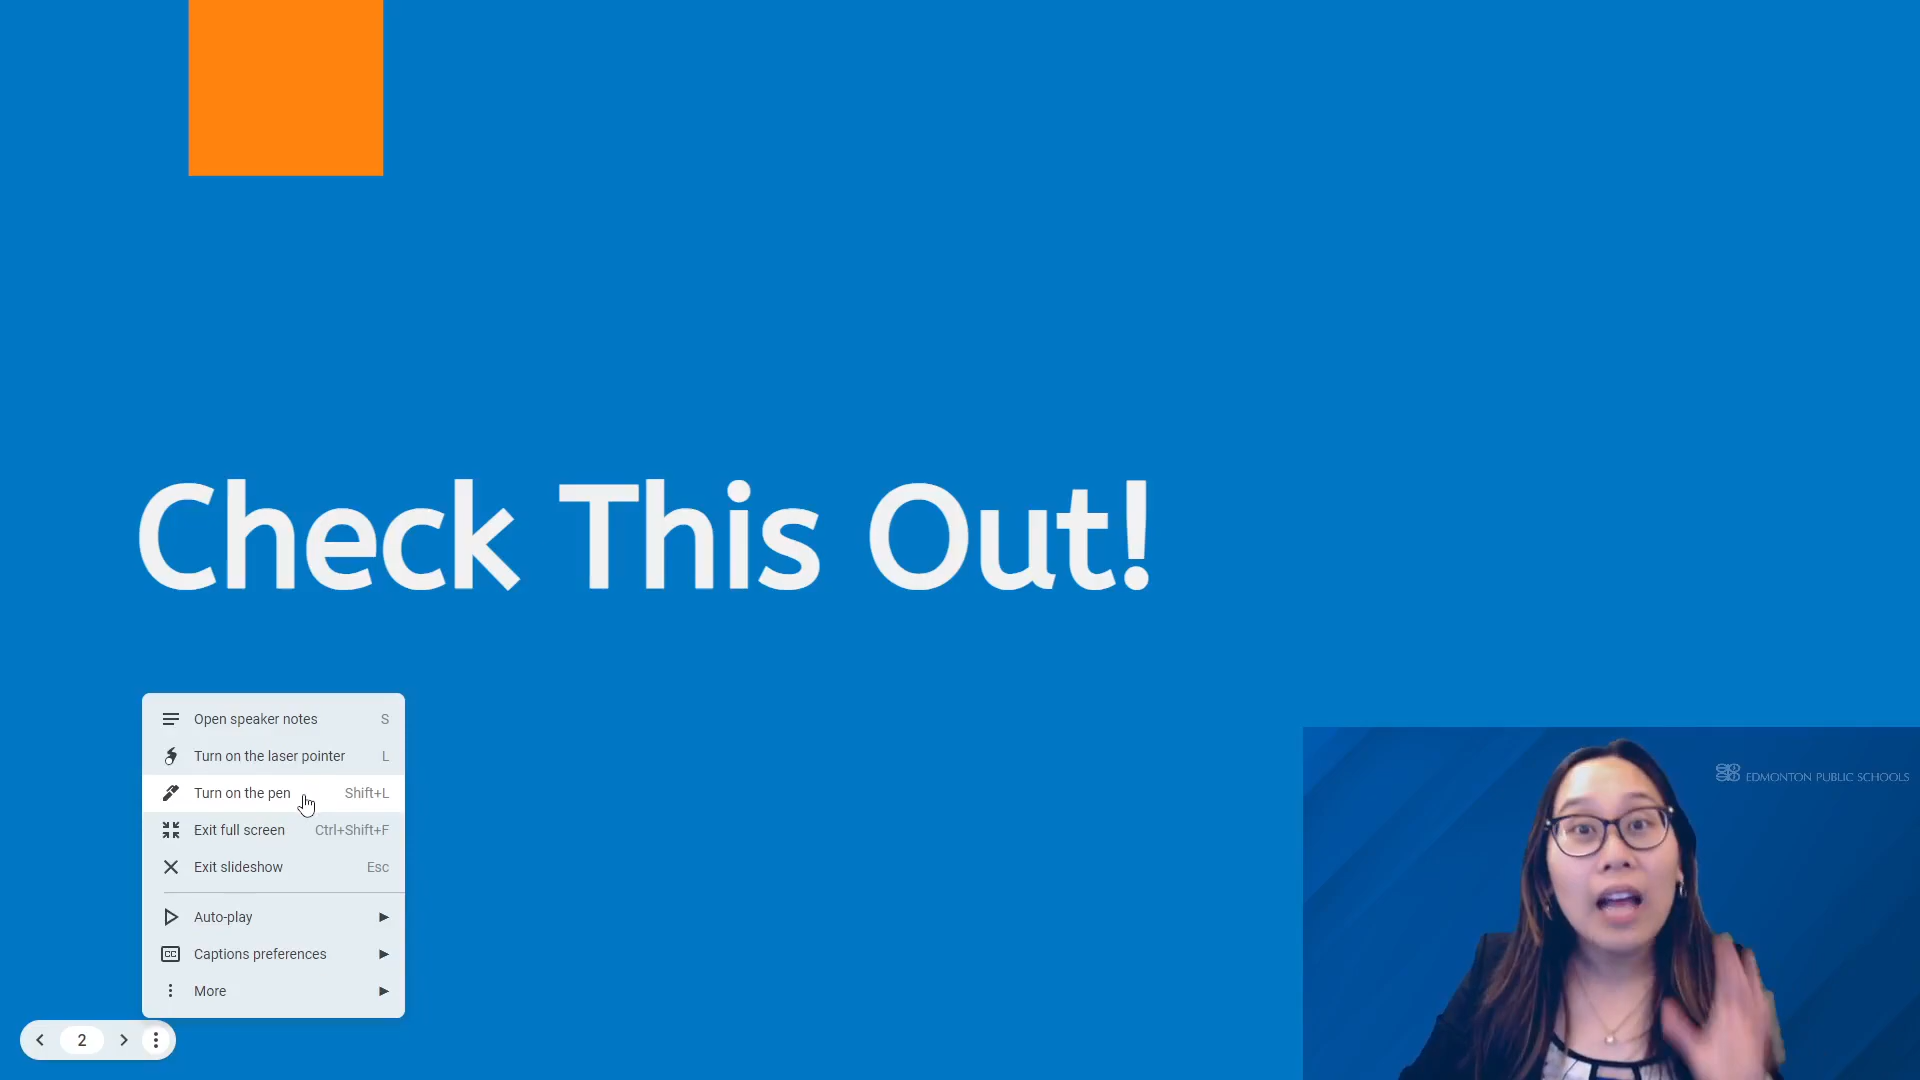 Check This Out!
Open speaker notes S
Turn on the laser pointer L
Turn on the pen Shift+L
Exit full screen Ctrl+Shift+F
Exit slideshow Esc
Auto-play
CC Captions preferences
More
2
EDMONTON PUBLIC SCHOOLS